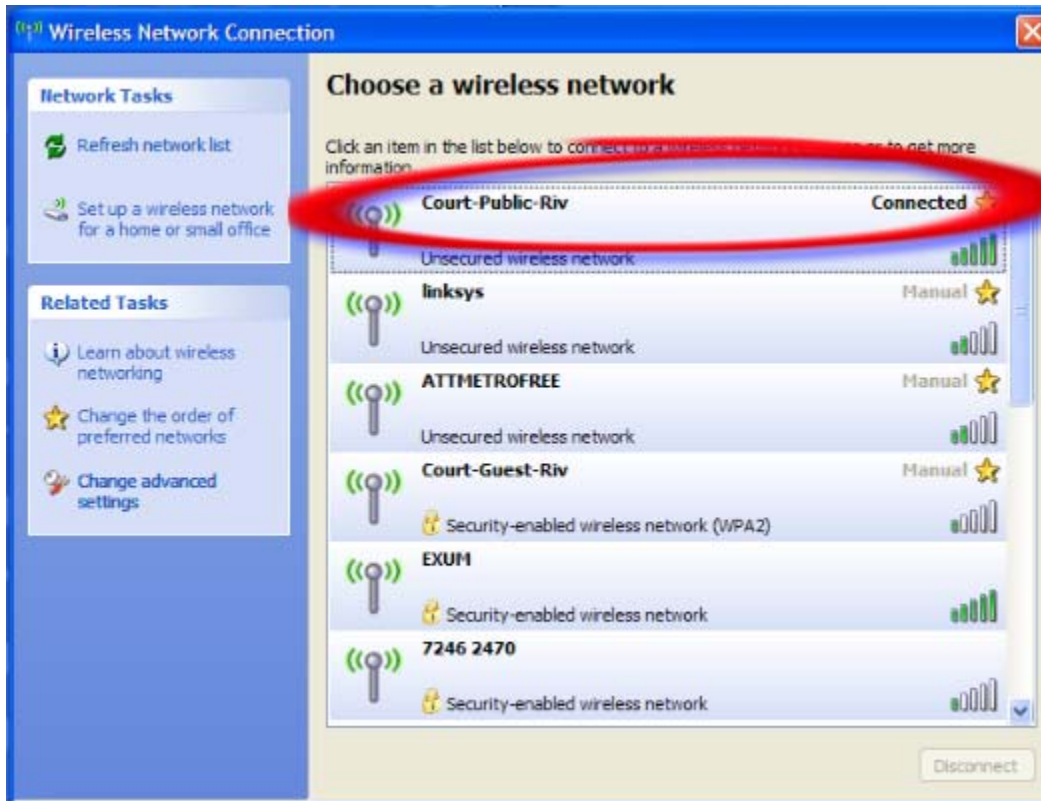 Wireless Network Connection
Network Tasks
Refresh network list
Set up a wireless network
for a home or small office
Related Tasks
Learn about wireless
networking
Change the order of
preferred networks
Change advanced
settings
Choose a wireless network
Click an item in the list below to connect to a wireless network or to get more
information
Court-Public-Riv Connected
Unsecured wireless network
linksys Manual
Unsecured wireless network
ATTMETROFREE Manual
Unsecured wireless network
Court-Guest-Riv Manual
Security-enabled wireless network (WPA2)
EXUM
Security-enabled wireless network
7246 2470
Security-enabled wireless network
Disconnect